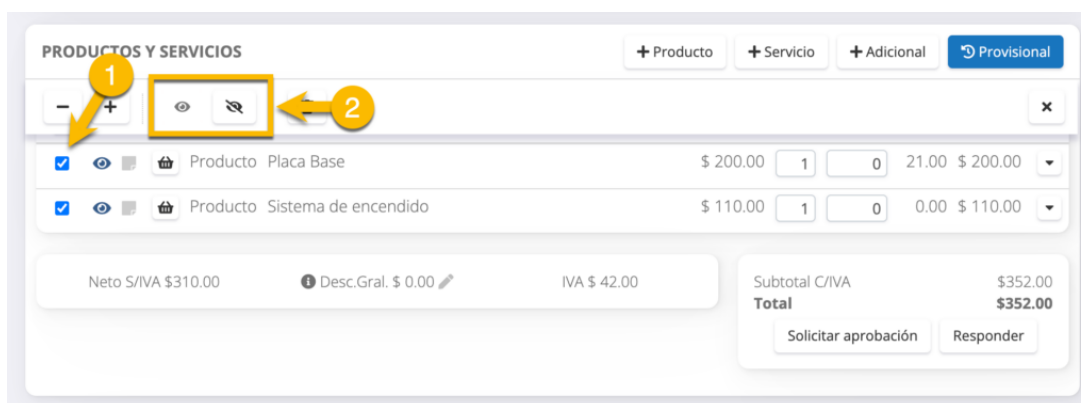 PRODUCTOS Y SERVICIOS + Producto + Servicio + Adicional Provisional
1
- + 2 ×
Producto Placa Base $ 200.00 1 0 21.00 $ 200.00
Producto Sistema de encendido $ 110.00 1 0 0.00 $ 110.00
Neto S/IVA $310.00 Desc.Gral. $ 0.00 IVA $ 42.00 Subtotal C/IVA $352.00
Total $352.00
Solicitar aprobación Responder